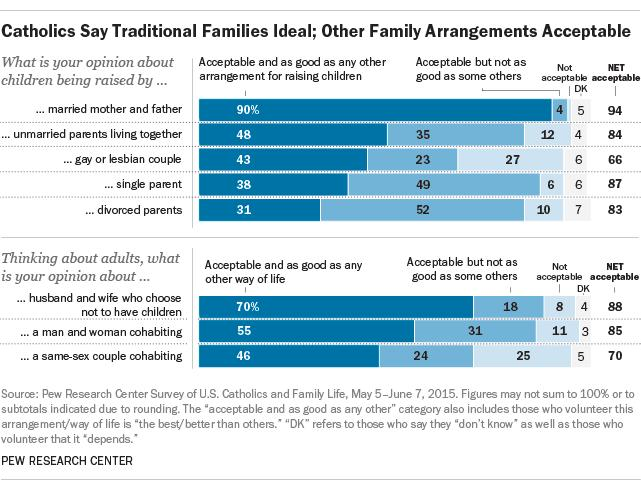 Catholics Say Traditional Families Ideal; Other Family Arrangements Acceptable
What is your opinion about
children being raised by ...
Acceptable and as good as any other
arrangement for raising children
Acceptable but not as
good as some others
Not
acceptable
DK
NET
acceptable
... married mother and father 90% 4 5 94
... unmarried parents living together 48 35 12 4 84
... gay or lesbian couple 43 23 27 6 66
... single parent 38 49 6 6 87
... divorced parents 31 52 10 7 83
Thinking about adults, what
is your opinion about ...
Acceptable and as good as any
other way of life
Acceptable but not as
good as some others
Not
acceptable
DK
NET
acceptable
... husband and wife who choose
not to have children 70% 18 8 4 88
... a man and woman cohabiting 55 31 11 3 85
... a same-sex couple cohabiting 46 24 25 5 70
Source: Pew Research Center Survey of U.S. Catholics and Family Life, May 5–June 7, 2015. Figures may not sum to 100% or to
subtotals indicated due to rounding. The “acceptable and as good as any other” category also includes those who volunteer this
arrangement/way of life is “the best/better than others.” “DK” refers to those who say they “don’t know” as well as those who
volunteer that it “depends.”
PEW RESEARCH CENTER